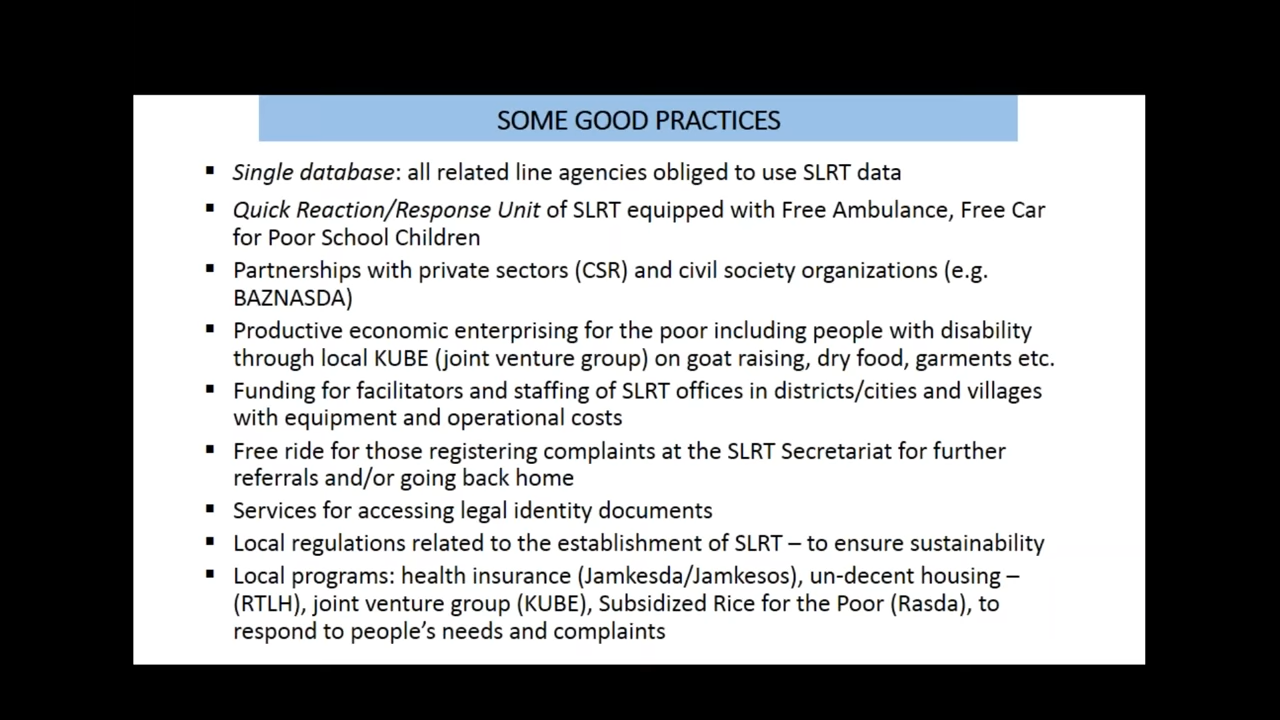 SOME GOOD PRACTICES
▪ Single database: all related line agencies obliged to use SLRT data
▪ Quick Reaction/Response Unit of SLRT equipped with Free Ambulance, Free Car
for Poor School Children
▪ Partnerships with private sectors (CSR) and civil society organizations (e.g.
BAZNASDA)
▪ Productive economic enterprising for the poor including people with disability
through local KUBE (joint venture group) on goat raising, dry food, garments etc.
▪ Funding for facilitators and staffing of SLRT offices in districts/cities and villages
with equipment and operational costs
▪ Free ride for those registering complaints at the SLRT Secretariat for further
referrals and/or going back home
▪ Services for accessing legal identity documents
▪ Local regulations related to the establishment of SLRT – to ensure sustainability
▪ Local programs: health insurance (Jamkesda/Jamkesos), un-decent housing –
(RTLH), joint venture group (KUBE), Subsidized Rice for the Poor (Rasda), to
respond to people’s needs and complaints